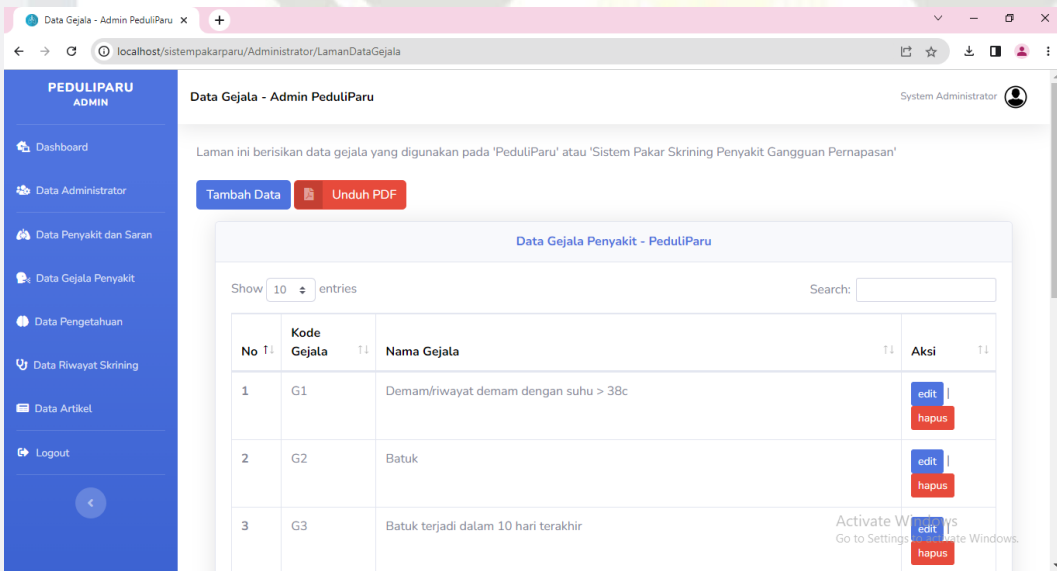 Data Gejala - Admin PeduliParu
localhost/sistempakarparu/Administrator/LamanDataGejala
PEDULIPARU
ADMIN
Data Gejala - Admin PeduliParu
System Administrator
Dashboard
Data Administrator
Data Penyakit dan Saran
Data Gejala Penyakit
Data Pengetahuan
Data Riwayat Skrining
Data Artikel
Logout
Laman ini berisikan data gejala yang digunakan pada 'PeduliParu' atau 'Sistem Pakar Skrining Penyakit Gangguan Pernapasan'
Tambah Data
Unduh PDF
Data Gejala Penyakit - PeduliParu
Show 10 entries
Search:
No Kode Gejala Nama Gejala Aksi
1 G1 Demam/riwayat demam dengan suhu > 38c edit |
hapus
2 G2 Batuk edit |
hapus
3 G3 Batuk terjadi dalam 10 hari terakhir edit |
hapus
Activate Windows
Go to Settings to activate Windows.